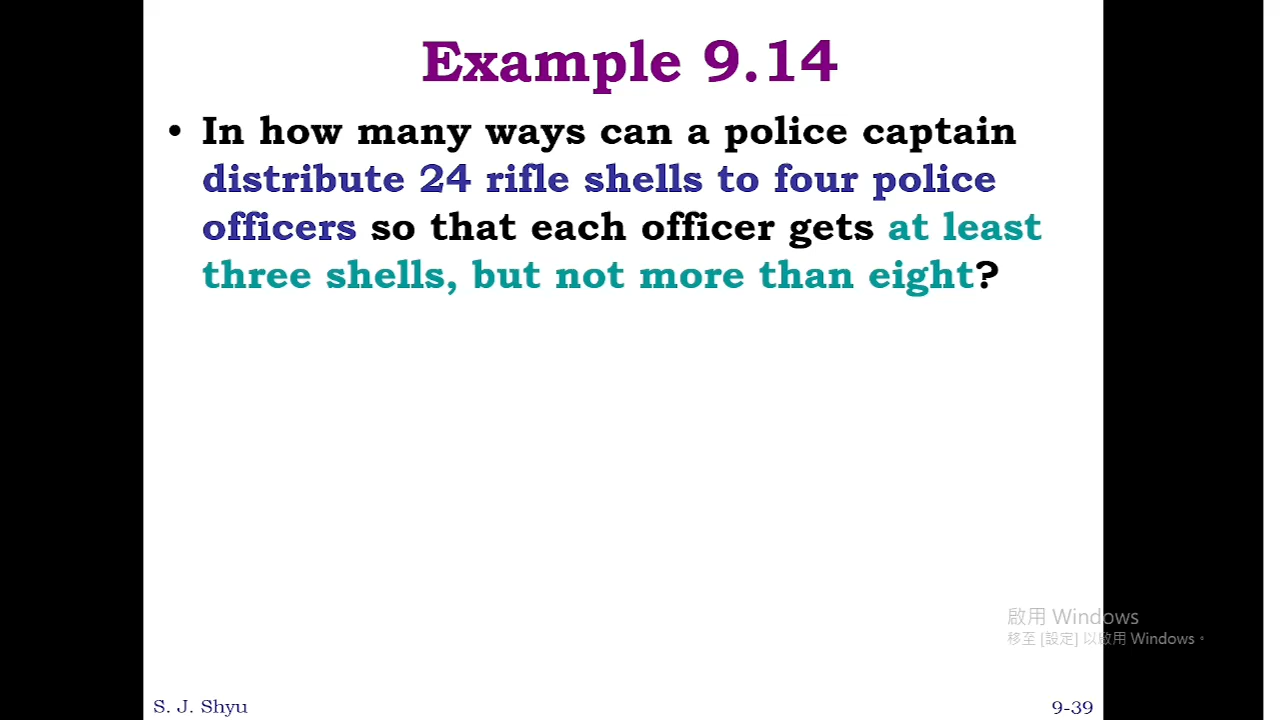 Example 9.14
• In how many ways can a police captain
distribute 24 rifle shells to four police
officers so that each officer gets at least
three shells, but not more than eight?
啟用 Windows
移至 [設定] 以啟用 Windows。
S. J. Shyu
9-39